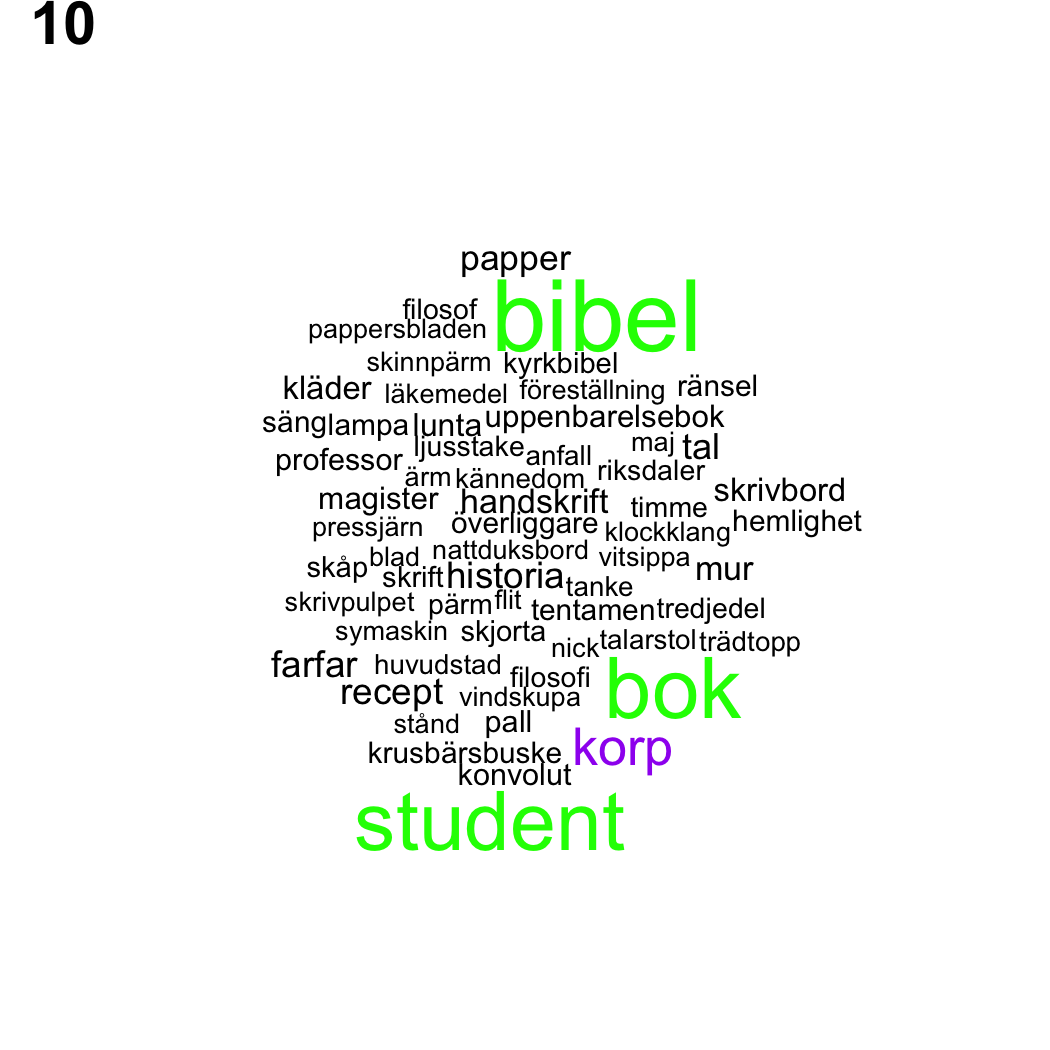 10
papper
bibel
filosof
pappersbladen
skinnpärm kyrkbibel
kläder läkemedel föreställning ränsel
sänglampa lunta uppenbarelsebok
ljusstake anfall maj tal
professor ärm kännedom riksdaler
magister handskrift timme skrivbord
pressjärn överliggare klockklang hemlighet
skåp blad nattduksbord vitsippa mur
skrift historia tanke
skrivpulpet pärm flit tentamen tredjedel
symaskin skjorta nick talarstol trädtopp
farfar huvudstad filosofi bok
recept vindskupa
stånd pall
krusbärsbuske korp
konvolut
student